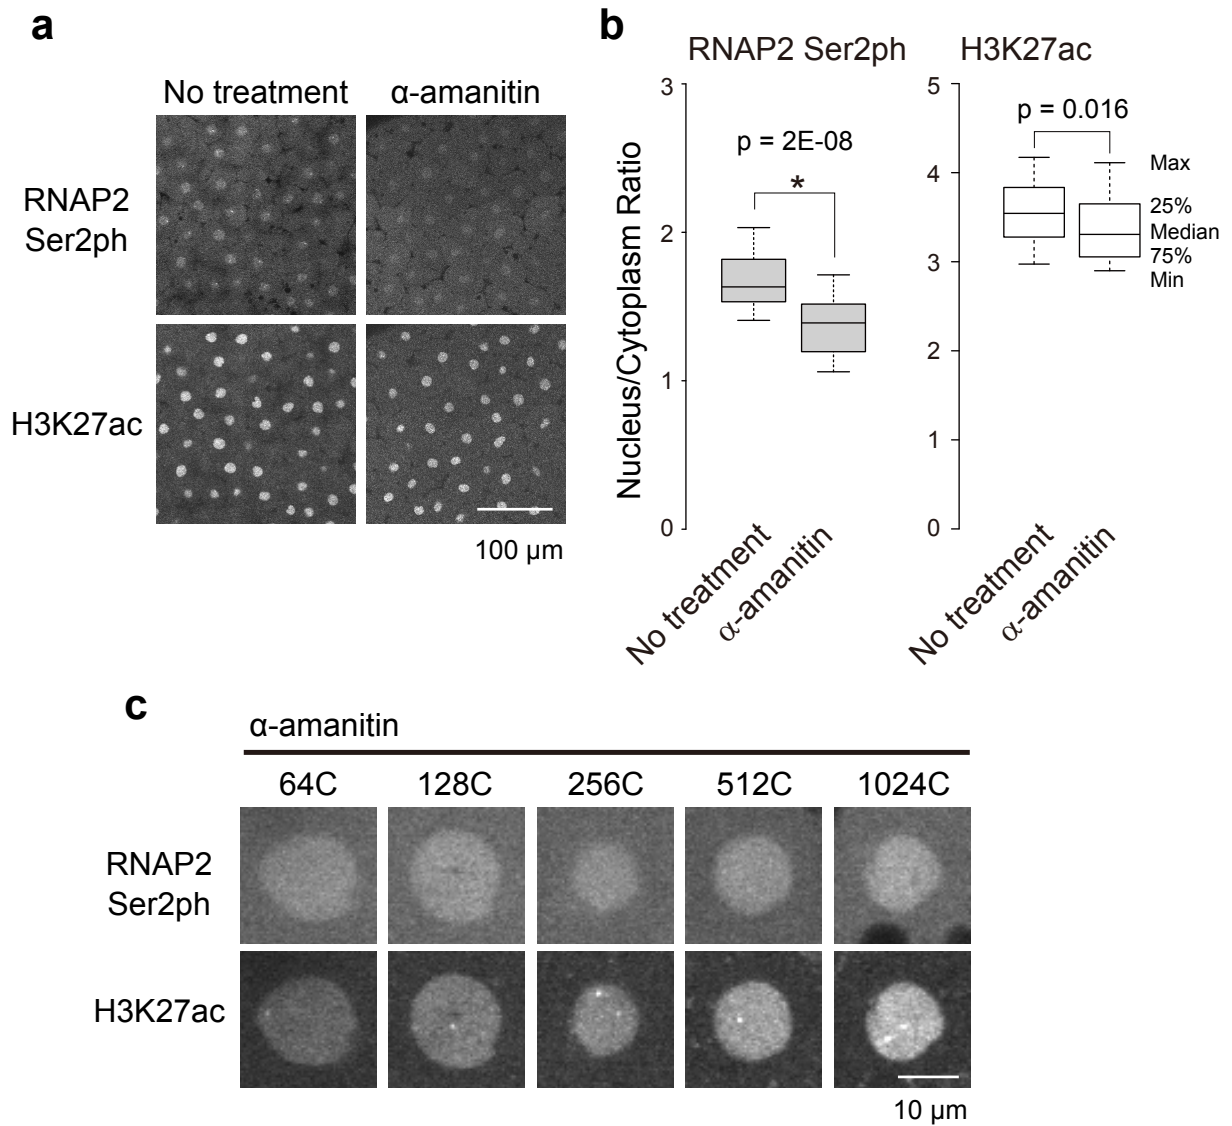 a
No treatment α-amanitin
RNAP2
Ser2ph
H3K27ac
100 µm
b
RNAP2 Ser2ph H3K27ac
Nucleus/Cytoplasm Ratio
3
2
1
0
p = 2E-08
*
No treatment
α-amanitin
5
4
3
2
1
0
p = 0.016
Max
25%
Median
75%
Min
No treatment
α-amanitin
c
α-amanitin
64C 128C 256C 512C 1024C
RNAP2
Ser2ph
H3K27ac
10 µm